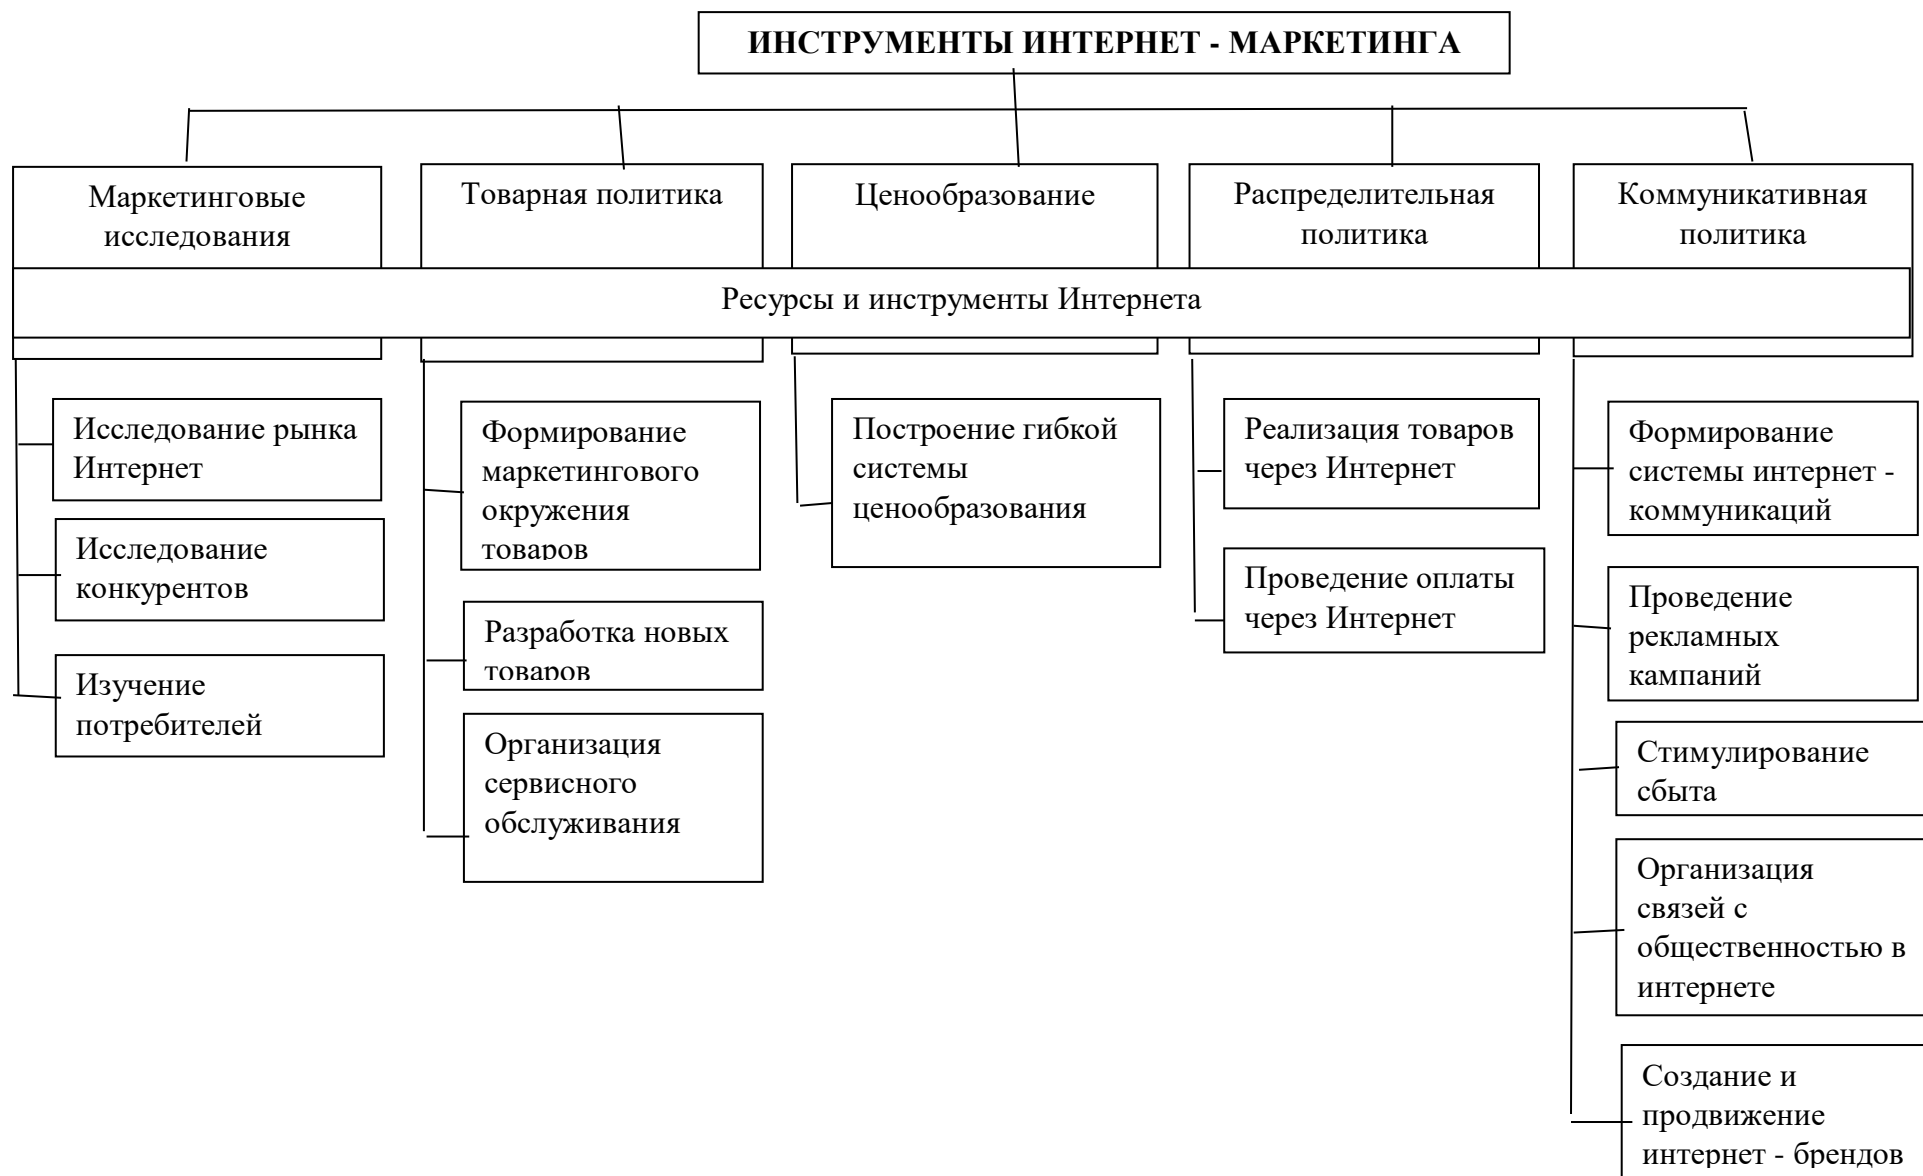 ИНСТРУМЕНТЫ ИНТЕРНЕТ - МАРКЕТИНГА
Маркетинговые
исследования
Товарная политика
Ценообразование
Распределительная
политика
Коммуникативная
политика
Ресурсы и инструменты Интернета
Исследование рынка
Интернет
Исследование
конкурентов
Изучение
потребителей
Формирование
маркетингового
окружения
товаров
Разработка новых
товаров
Организация
сервисного
обслуживания
Построение гибкой
системы
ценообразования
Реализация товаров
через Интернет
Проведение оплаты
через Интернет
Формирование
системы интернет -
коммуникаций
Проведение
рекламных
кампаний
Стимулирование
сбыта
Организация
связей с
общественностью в
интернете
Создание и
продвижение
интернет - брендов